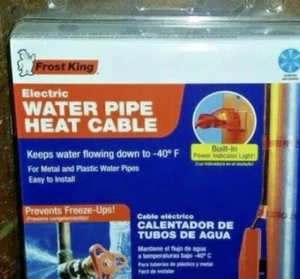 Frost King
Electric
WATER PIPE
HEAT CABLE
Keeps water flowing down to -40° F
For Metal and Plastic Water Pipes
Easy to Install
Built-In
Power Indicator Light!
Prevents Freeze-Ups!
¡Previene congelamientos!
Cable eléctrico
CALENTADOR DE
TUBOS DE AGUA
Mantiene el flujo de agua
a temperaturas bajo -40° F
Para tuberías de plástico y metal
Fácil de instalar